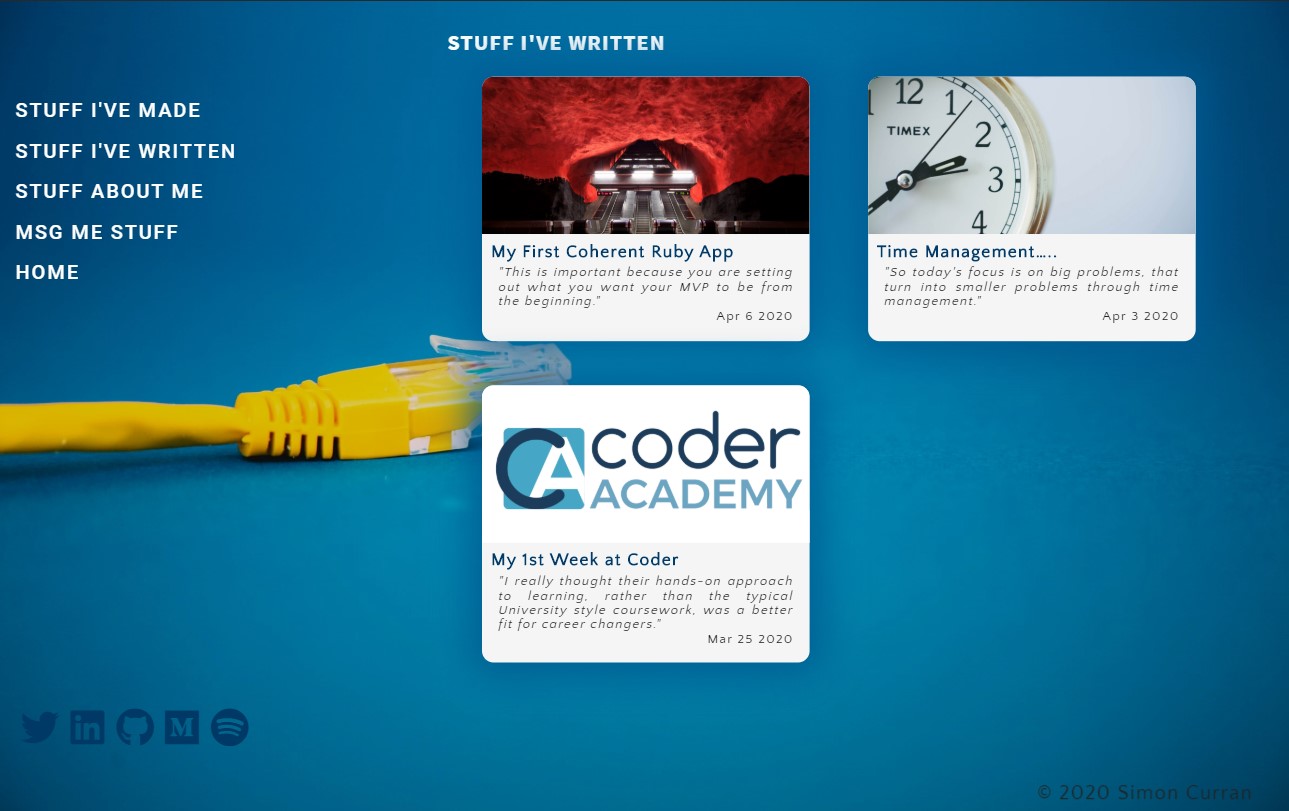 STUFF I'VE WRITTEN
STUFF I'VE MADE
STUFF I'VE WRITTEN
STUFF ABOUT ME
MSG ME STUFF
HOME
My First Coherent Ruby App
"This is important because you are setting
out what you want your MVP to be from
the beginning."
Apr 6 2020
12
1
2
3
4
TIMEX
Time Management.....
"So today's focus is on big problems, that
turn into smaller problems through time
management."
Apr 3 2020
CA
coder
ACADEMY
My 1st Week at Coder
"I really thought their hands-on approach
to learning, rather than the typical
University style coursework, was a better
fit for career changers."
Mar 25 2020
in
M
© 2020 Simon Curran